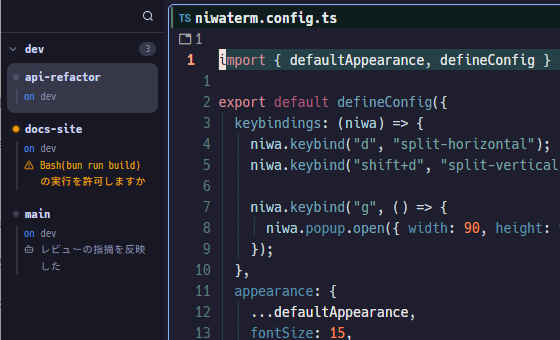 dev 3
api-refactor
on dev
docs-site
on dev
Bash(bun run build)
の実行を許可しますか
main
on dev
レビューの指摘を反映
した
TS niwaterm.config.ts
1
1 import { defaultAppearance, defineConfig }
1
2 export default defineConfig({
3 keybindings: (niwa) => {
4 niwa.keybind("d", "split-horizontal");
5 niwa.keybind("shift+d", "split-vertical
6
7 niwa.keybind("g", () => {
8 niwa.popup.open({ width: 90, height:
9 });
10 },
11 appearance: {
12 ...defaultAppearance,
13 fontSize: 15,